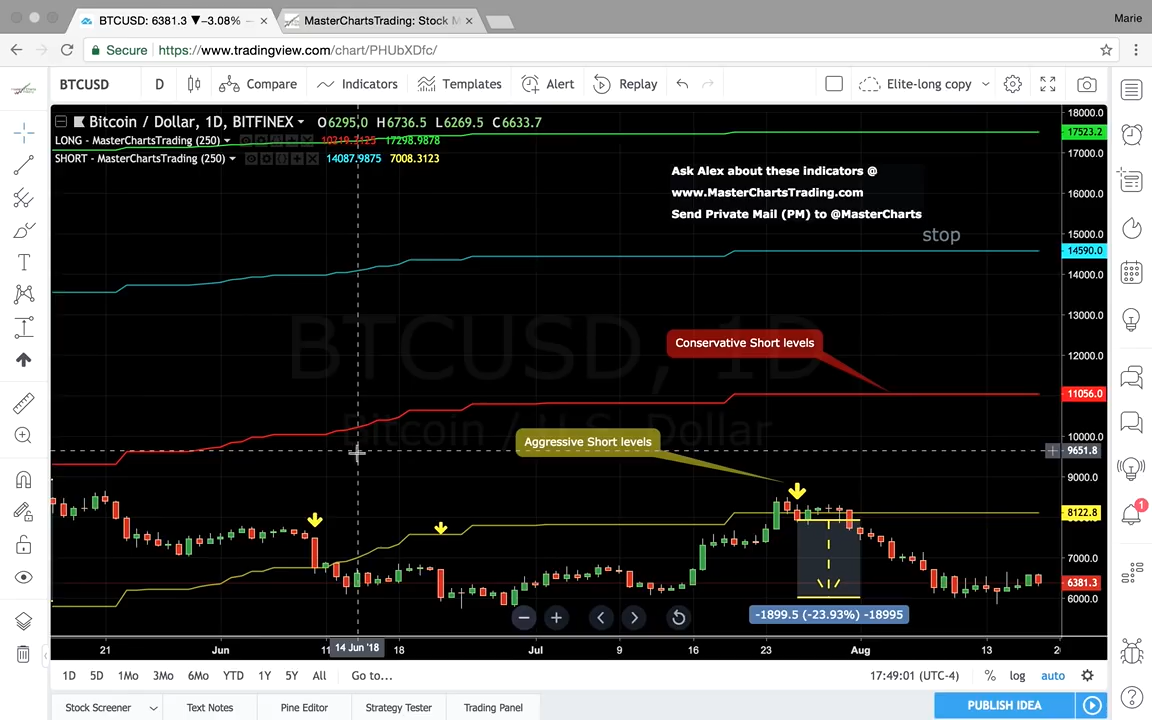 BTCUSD: 6381.3 ▼−3.08%
MasterChartsTrading: Stock M
Marie
Secure
https://www.tradingview.com/chart/PHUbXDfc/
BTCUSD
D
Compare
Indicators
Templates
Alert
Replay
Elite-long copy
Bitcoin / Dollar, 1D, BITFINEX
O6295.0 H6736.5 L6269.5 C6633.7
LONG - MasterChartsTrading (250)
10219.7125 17298.9878
SHORT - MasterChartsTrading (250)
14087.9875 7008.3123
Ask Alex about these indicators @
www.MasterChartsTrading.com
Send Private Mail (PM) to @MasterCharts
stop
BTCUSD, 1D
Bitcoin / U.S. Dollar
Conservative Short levels
Aggressive Short levels
-1899.5 (-23.93%) -18995
18000.0
17523.2
17000.0
16000.0
15000.0
14590.0
14000.0
13000.0
12000.0
11056.0
10000.0
9651.8
9000.0
8122.8
7000.0
6381.3
6000.0
1
21
Jun
11
14 Jun '18
18
Jul
9
16
23
Aug
13
1D
5D
1Mo
3Mo
6Mo
YTD
1Y
5Y
All
Go to...
17:49:01 (UTC-4)
%
log
auto
Stock Screener
Text Notes
Pine Editor
Strategy Tester
Trading Panel
PUBLISH IDEA